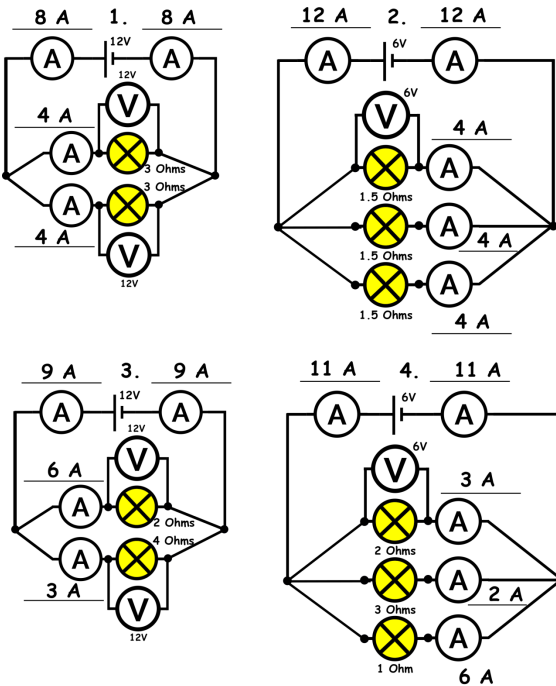 8 A 1. 8 A
12V
12V
V
A A
4 A
A
3 Ohms
3 Ohms
A
4 A
V
12V
12 A 2. 12 A
6V
A A
6V
V
4 A
A
1.5 Ohms
A
4 A
1.5 Ohms
A
1.5 Ohms
4 A
9 A 3. 9 A
12V
A A
12V
V
6 A
A
2 Ohms
4 Ohms
A
3 A
V
12V
11 A 4. 11 A
6V
A A
6V
V
3 A
A
2 Ohms
A
2 A
3 Ohms
A
1 Ohm
6 A